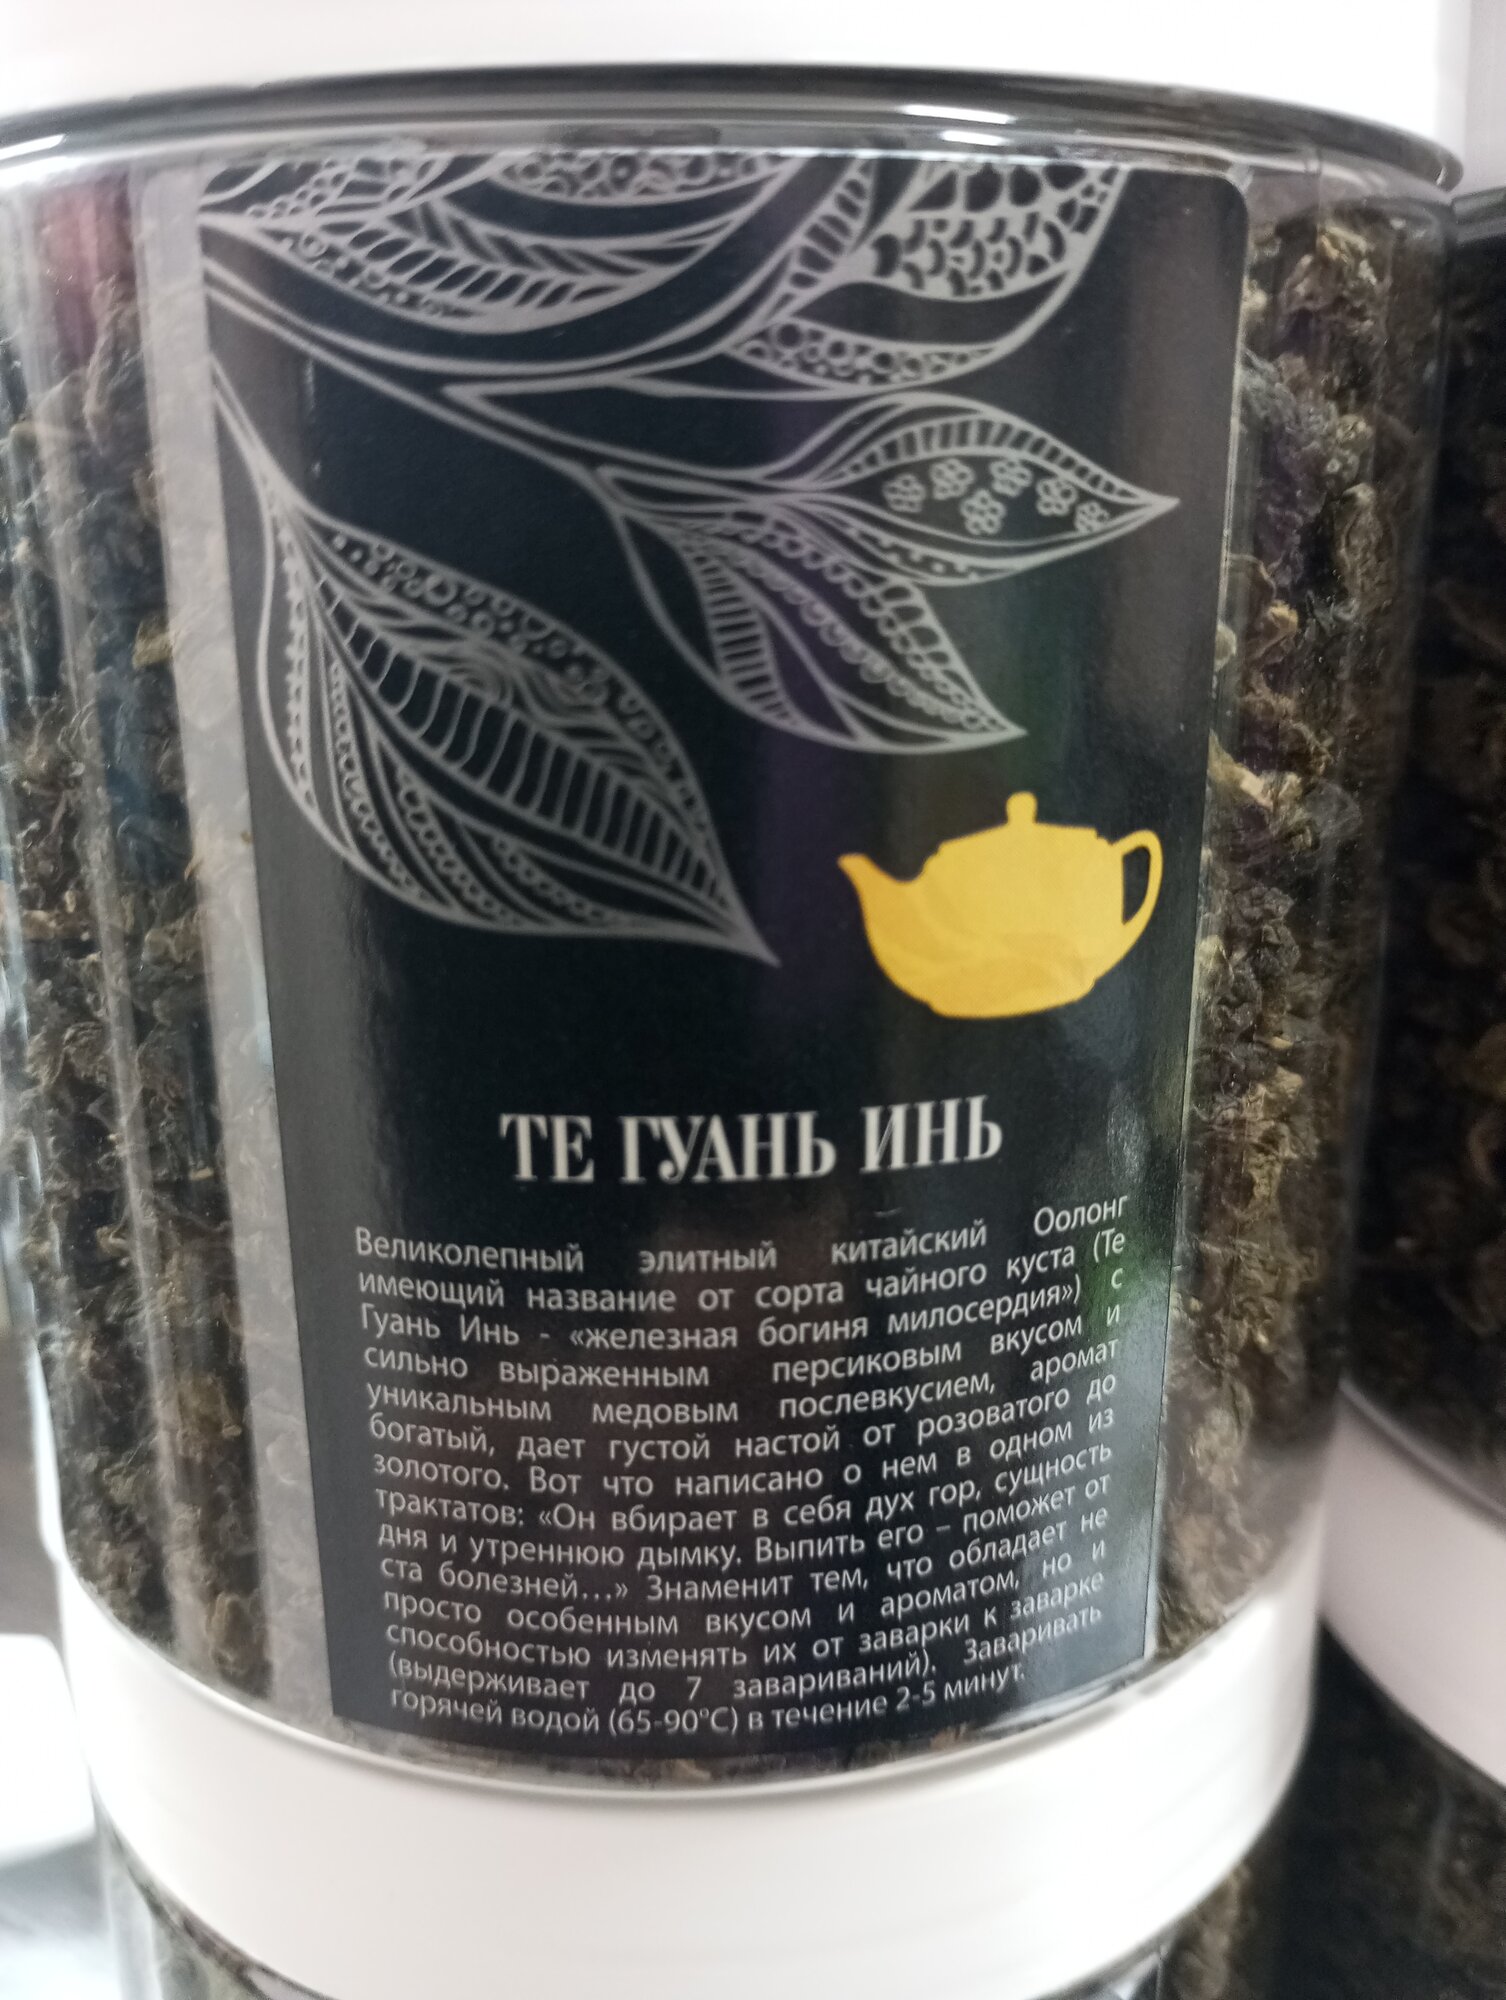 ТЕ ГУАНЬ ИНЬ
Великолепный элитный китайский Оолонг
имеющий название от сорта чайного куста (Те
Гуань Инь - «железная богиня милосердия») с
сильно выраженным персиковым вкусом и
уникальным медовым послевкусием, аромат
богатый, дает густой настой от розоватого до
золотого. Вот что написано о нем в одном из
трактатов: «Он вбирает в себя дух гор, сущность
дня и утреннюю дымку. Выпить его – поможет от
ста болезней...» Знаменит тем, что обладает не
просто особенным вкусом и ароматом, но и
способностью изменять их от заварки к заварке
(выдерживает до 7 завариваний). Заваривать
горячей водой (65-90°С) в течение 2-5 минут.